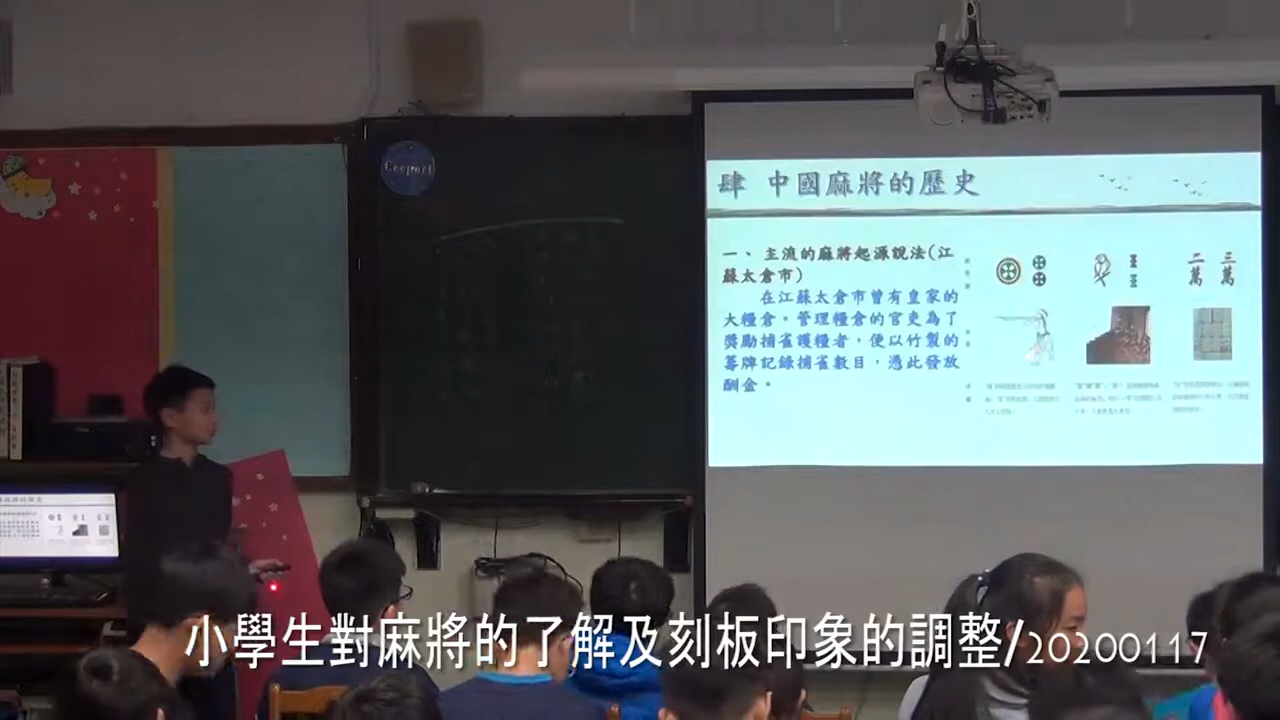 Ceoport
肆 中國麻將的歷史
一、 主流的麻將起源說法(江
蘇太倉市)
在江蘇太倉市曾有皇家的
大糧倉。管理糧倉的官吏為了
獎勵捕雀護糧者，便以竹製的
籌牌記錄捕雀數目，憑此發放
酬金。
二萬 三萬
小學生對麻將的了解及刻板印象的調整/20200117